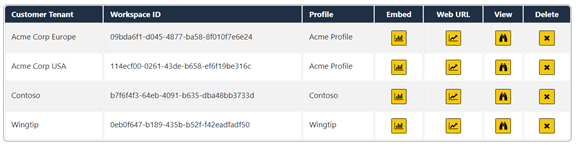 Customer Tenant Workspace ID Profile Embed Web URL View Delete
Acme Corp Europe 09bda6f1-d045-4877-ba58-8f010f7e6e24 Acme Profile
Acme Corp USA 114ecf00-0261-43de-b658-ef6f19be316c Acme Profile
Contoso b7f6f4f3-64eb-4091-b635-dba48bb3733d Contoso
Wingtip 0eb0f647-b189-435b-b52f-f42eadfadf50 Wingtip